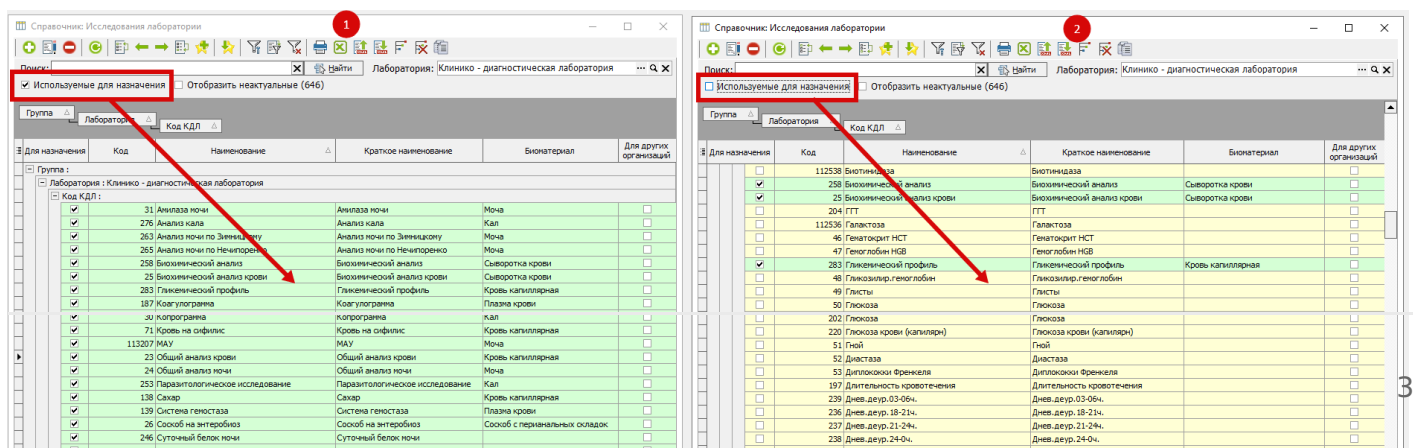 1
Справочник: Исследования лаборатории
Поиск:
Найти
Лаборатория: Клинико - диагностическая лаборатория
Используемые для назначения
Отобразить неактуальные (646)
Группа
Лаборатория
Код КДЛ
Для назначения Код Наименование Краткое наименование Биоматериал Для других организаций
Группа :
Лаборатория : Клинико - диагностическая лаборатория
Код КДЛ :
31 Амилаза мочи Амилаза мочи Моча
276 Анализ кала Анализ кала Кал
263 Анализ мочи по Зимницкому Анализ мочи по Зимницкому Моча
265 Анализ мочи по Нечипоренко Анализ мочи по Нечипоренко Моча
258 Биохимический анализ Биохимический анализ Сыворотка крови
25 Биохимический анализ крови Биохимический анализ крови Сыворотка крови
283 Гликемический профиль Гликемический профиль Кровь капиллярная
187 Коагулограмма Коагулограмма Плазма крови
30 Копрограмма Копрограмма Кал
71 Кровь на сифилис Кровь на сифилис Кровь капиллярная
113207 МАУ МАУ Моча
23 Общий анализ крови Общий анализ крови Кровь капиллярная
24 Общий анализ мочи Общий анализ мочи Моча
253 Паразитологическое исследование Паразитологическое исследование Кал
138 Сахар Сахар Кровь капиллярная
139 Система гемостаза Система гемостаза Плазма крови
26 Соскоб на энтеробиоз Соскоб на энтеробиоз Соскоб с перианальных складок
246 Суточный белок мочи Суточный белок мочи Моча
2
Справочник: Исследования лаборатории
Поиск:
Найти
Лаборатория: Клинико - диагностическая лаборатория
Используемые для назначения
Отобразить неактуальные (646)
Группа
Лаборатория
Код КДЛ
Для назначения Код Наименование Краткое наименование Биоматериал Для других организаций
112538 Биотинидаза Биотинидаза
258 Биохимический анализ Биохимический анализ Сыворотка крови
25 Биохимический анализ крови Биохимический анализ крови Сыворотка крови
204 ГГТ ГГТ
112536 Галактоза Галактоза
46 Гематокрит HCT Гематокрит HCT
47 Гемоглобин HGB Гемоглобин HGB
283 Гликемический профиль Гликемический профиль Кровь капиллярная
48 Гликозилир.гемоглобин Гликозилир.гемоглобин
49 Глисты Глисты
50 Глюкоза Глюкоза
202 Глюкоза Глюкоза
220 Глюкоза крови (капилярн) Глюкоза крови (капилярн)
51 Гной Гной
52 Диастаза Диастаза
53 Диплококки Френкеля Диплококки Френкеля
197 Длительность кровотечения Длительность кровотечения
239 Днев.деур.03-06ч. Днев.деур.03-06ч.
236 Днев.деур.18-21ч. Днев.деур.18-21ч.
237 Днев.деур.21-24ч. Днев.деур.21-24ч.
238 Днев.деур.24-0ч. Днев.деур.24-0ч.
3